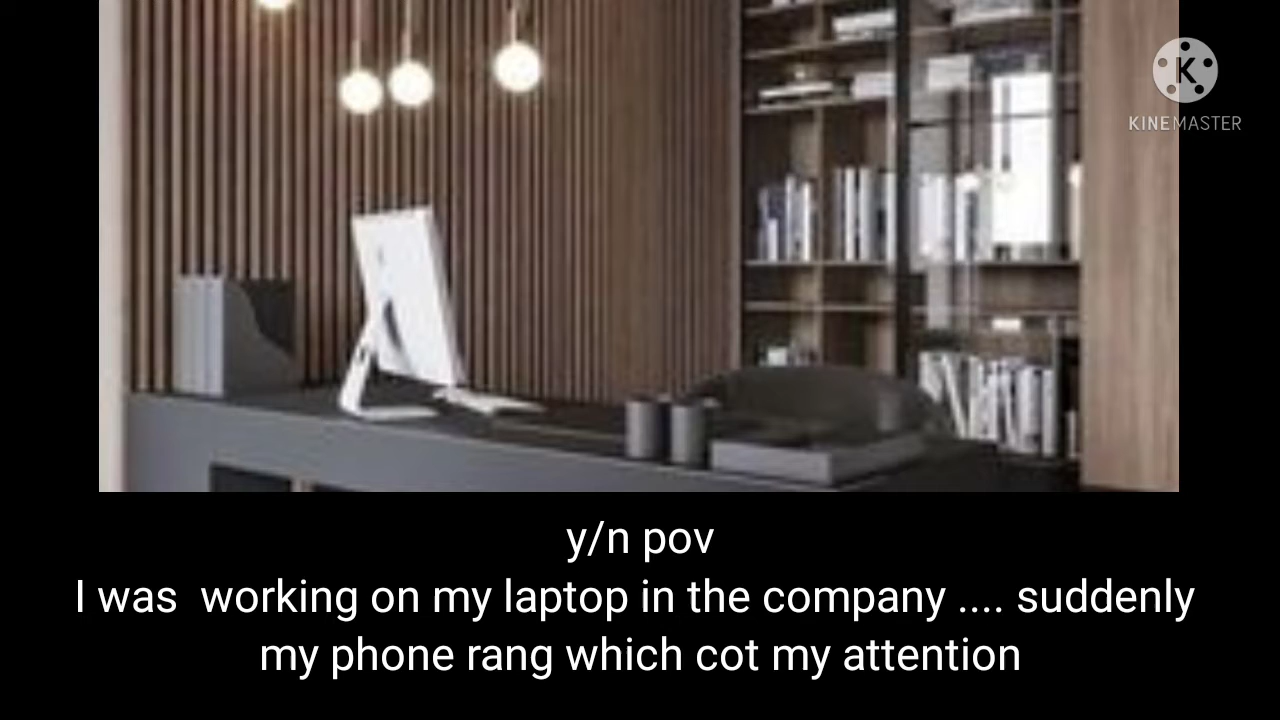 K
KINEMASTER
y/n pov
I was  working on my laptop in the company .... suddenly
my phone rang which cot my attention